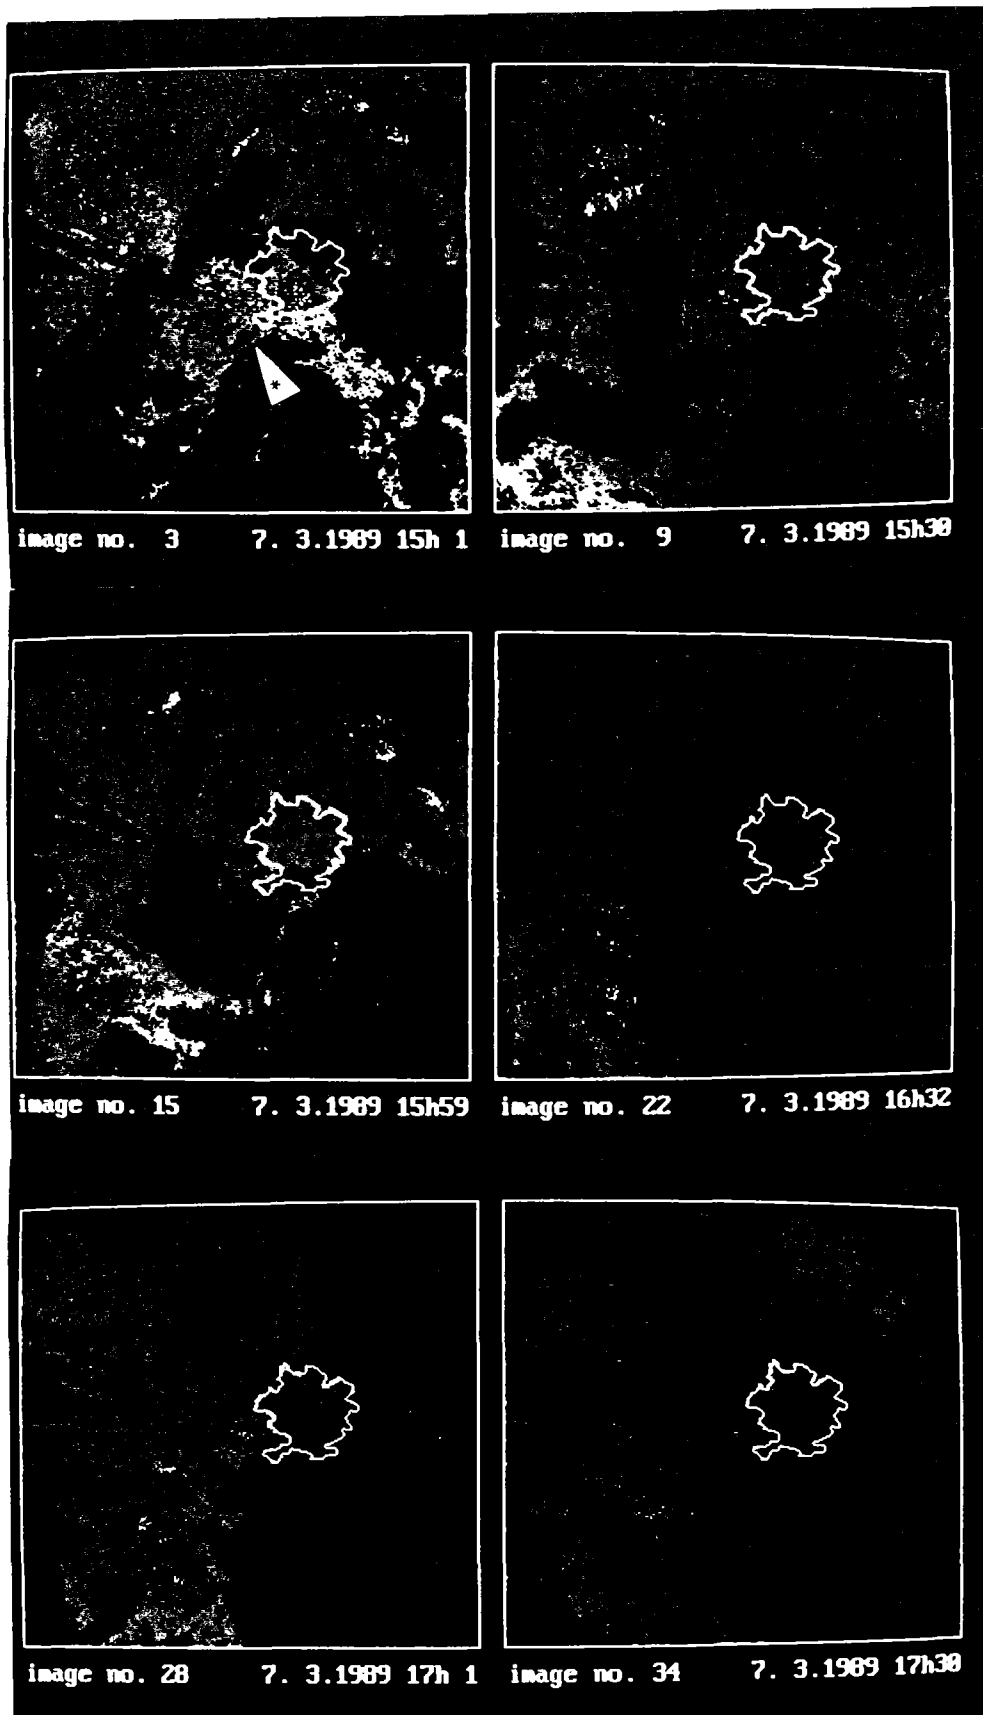 *
image no. 3 7. 3.1989 15h 1
image no. 9 7. 3.1989 15h30
image no. 15 7. 3.1989 15h59
image no. 22 7. 3.1989 16h32
image no. 28 7. 3.1989 17h 1
image no. 34 7. 3.1989 17h30